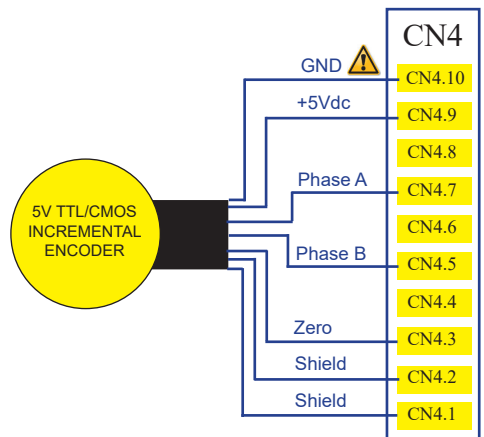 CN4
GND
CN4.10
+5Vdc
CN4.9
CN4.8
Phase A
CN4.7
5V TTL/CMOS
INCREMENTAL
ENCODER
CN4.6
Phase B
CN4.5
CN4.4
Zero
CN4.3
Shield
CN4.2
Shield
CN4.1